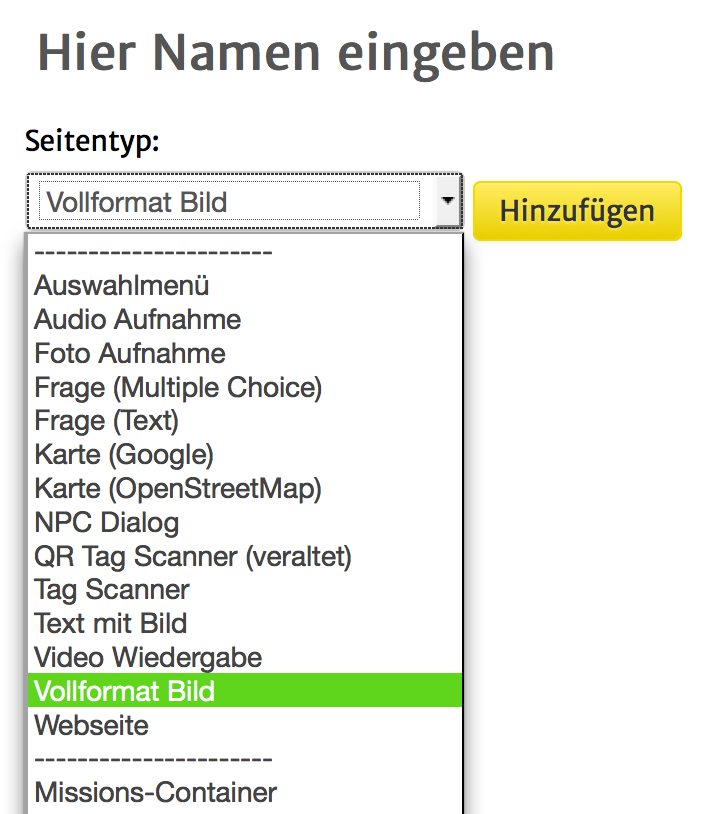 Hier Namen eingeben
Seitentyp:
Vollformat Bild
Hinzufügen
----------------------
Auswahlmenü
Audio Aufnahme
Foto Aufnahme
Frage (Multiple Choice)
Frage (Text)
Karte (Google)
Karte (OpenStreetMap)
NPC Dialog
QR Tag Scanner (veraltet)
Tag Scanner
Text mit Bild
Video Wiedergabe
Vollformat Bild
Webseite
----------------------
Missions-Container